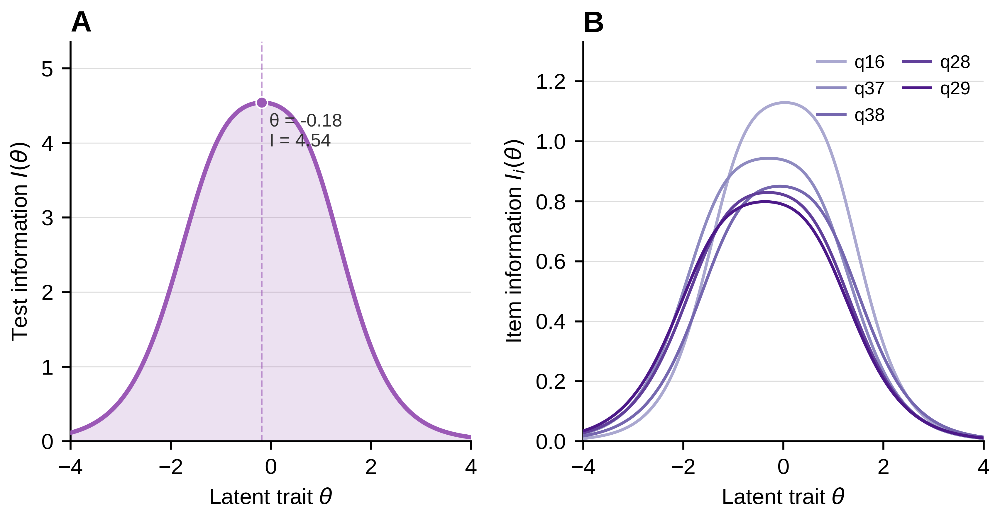 A
Test information I(θ)
5
4
3
2
1
0
θ = -0.18
I = 4.54
−4
−2
0
2
4
Latent trait θ
B
Item information Iᵢ(θ)
1.2
1.0
0.8
0.6
0.4
0.2
0.0
q16
q37
q38
q28
q29
−4
−2
0
2
4
Latent trait θ